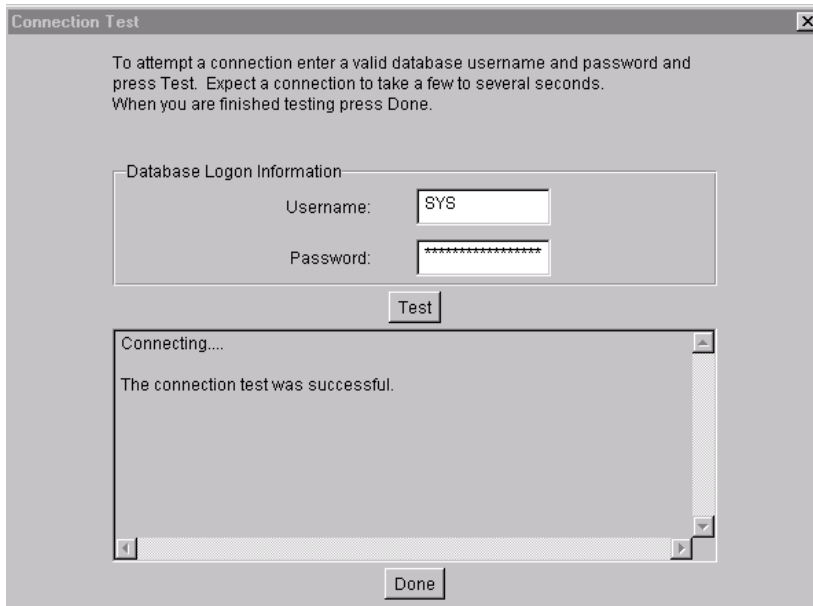 Connection Test
To attempt a connection enter a valid database username and password and
press Test. Expect a connection to take a few to several seconds.
When you are finished testing press Done.
Database Logon Information
Username: SYS
Password: *****************
Test
Connecting....
The connection test was successful.
Done